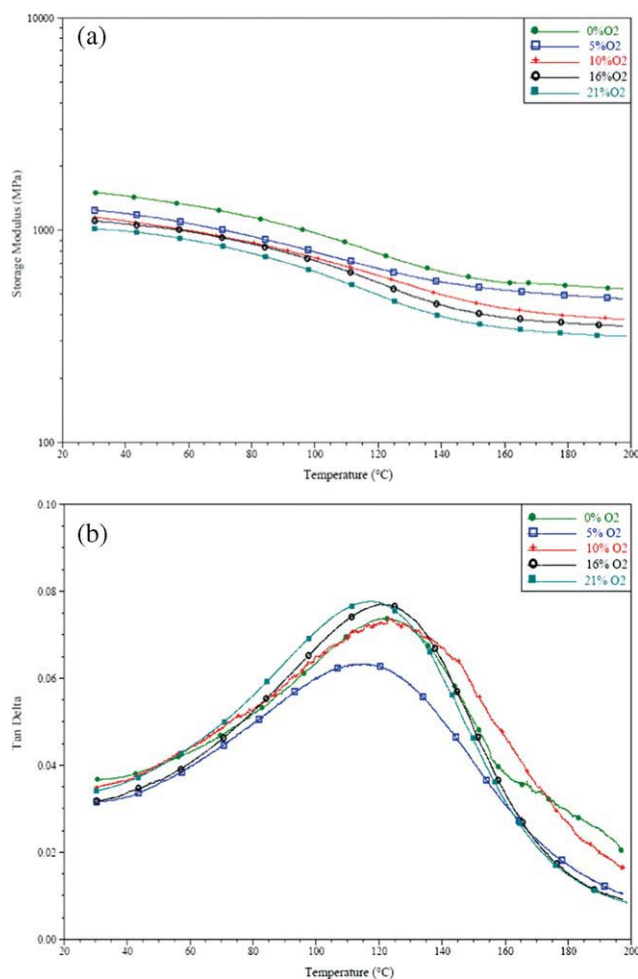 (a)
0%O2
5%O2
10%O2
16%O2
21%O2
10000
1000
100
Storage Modulus (MPa)
20 40 60 80 100 120 140 160 180 200
Temperature (°C)
(b)
0% O2
5% O2
10% O2
16% O2
21% O2
0.10
0.08
0.06
0.04
0.02
0.00
Tan Delta
20 40 60 80 100 120 140 160 180 200
Temperature (°C)